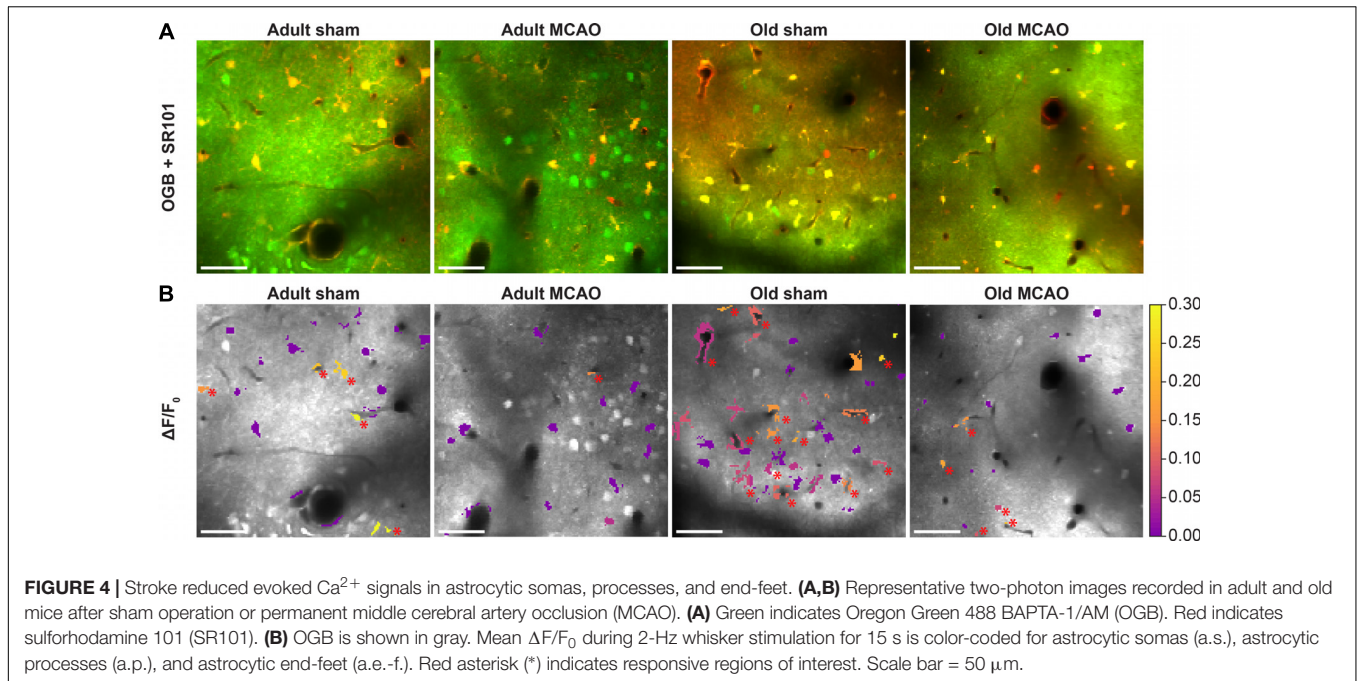 A
Adult sham Adult MCAO Old sham Old MCAO
OGB + SR101
B
Adult sham Adult MCAO Old sham Old MCAO
ΔF/F₀
* * * * * * * * * * * * * * * * * * * * * * * *
0.30
0.25
0.20
0.15
0.10
0.05
0.00
FIGURE 4 | Stroke reduced evoked Ca²⁺ signals in astrocytic somas, processes, and end-feet. (A,B) Representative two-photon images recorded in adult and old
mice after sham operation or permanent middle cerebral artery occlusion (MCAO). (A) Green indicates Oregon Green 488 BAPTA-1/AM (OGB). Red indicates
sulforhodamine 101 (SR101). (B) OGB is shown in gray. Mean ΔF/F₀ during 2-Hz whisker stimulation for 15 s is color-coded for astrocytic somas (a.s.), astrocytic
processes (a.p.), and astrocytic end-feet (a.e.-f.). Red asterisk (*) indicates responsive regions of interest. Scale bar = 50 μm.